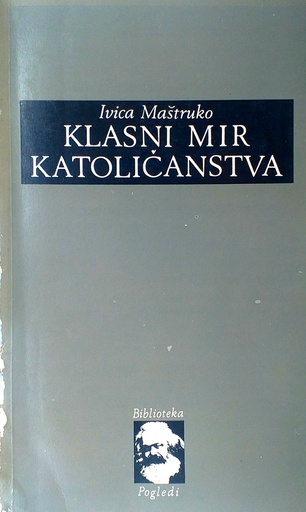 Ivica Maštruko
KLASNI MIR
KATOLIČANSTVA
Biblioteka
Pogledi